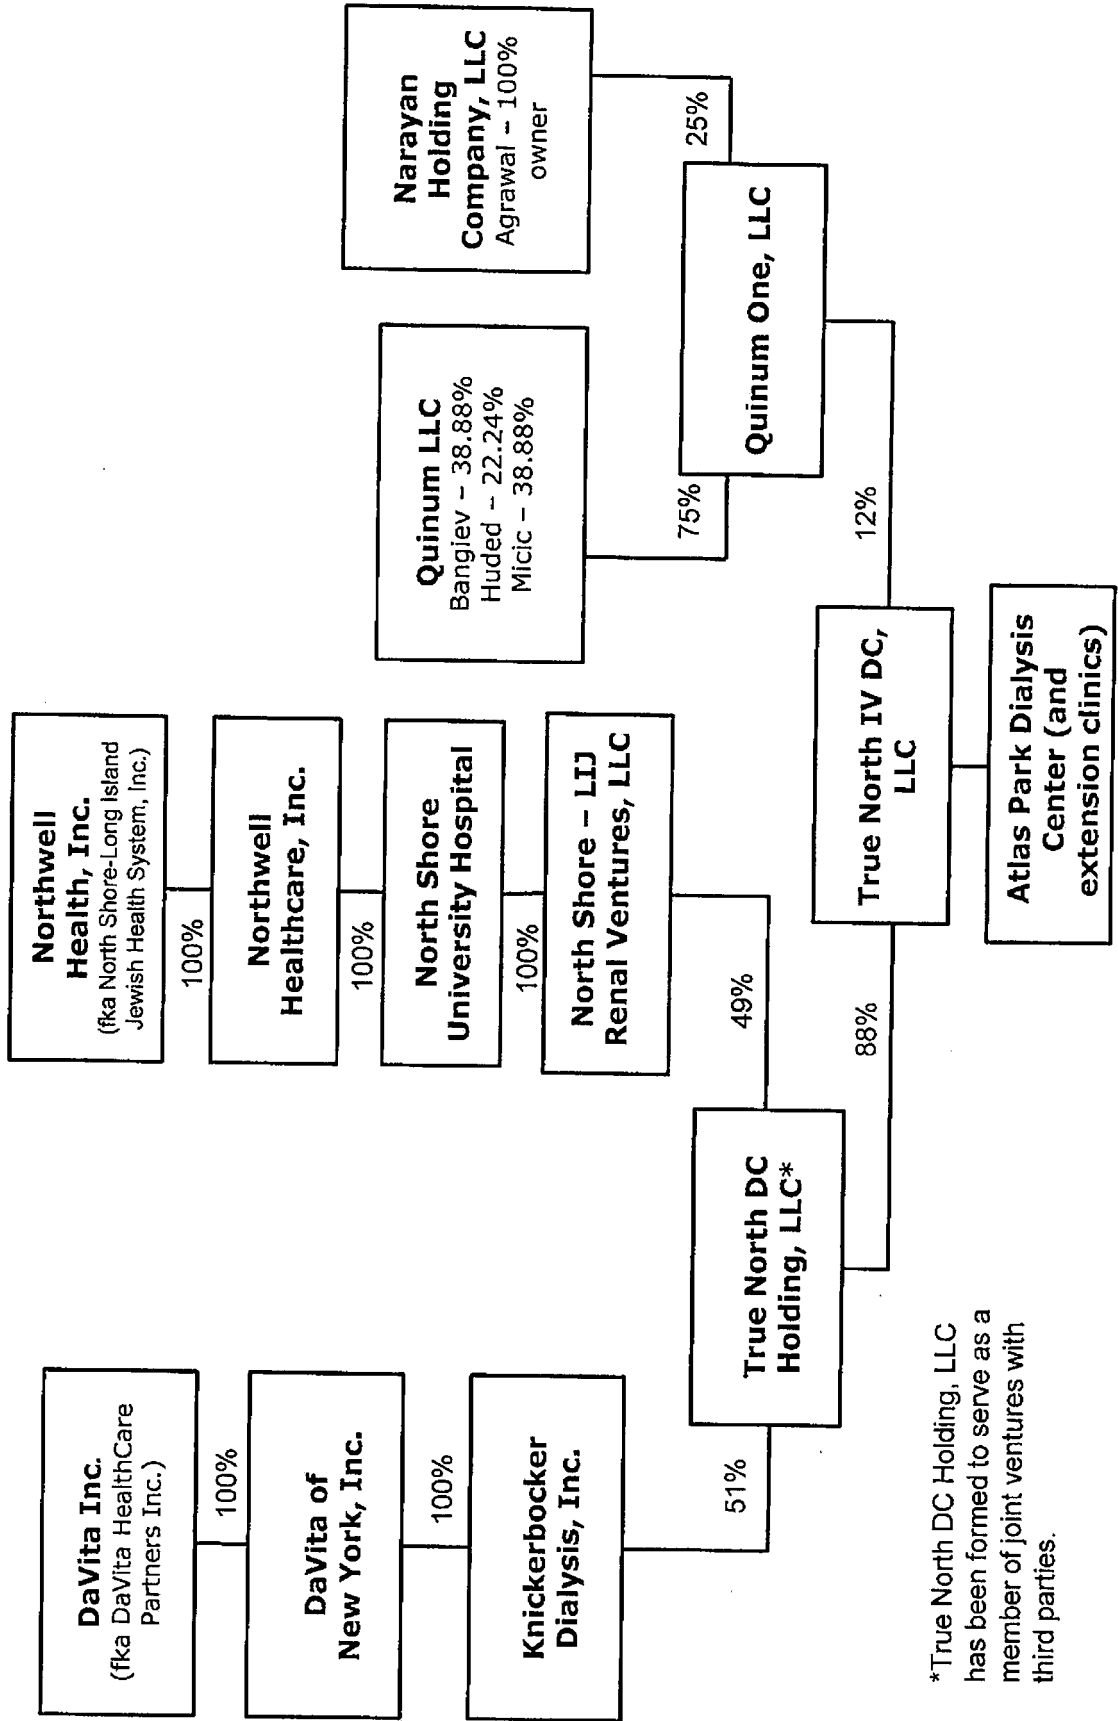 DaVita Inc.
(fka DaVita HealthCare
Partners Inc.)
100%
DaVita of
New York, Inc.
100%
Knickerbocker
Dialysis, Inc.
51%
Northwell
Health, Inc.
(fka North Shore-Long Island
Jewish Health System, Inc.)
100%
Northwell
Healthcare, Inc.
100%
North Shore
University Hospital
100%
North Shore – LIJ
Renal Ventures, LLC
49%
True North DC
Holding, LLC*
88%
Quinum LLC
Bangiev – 38.88%
Huded – 22.24%
Micic – 38.88%
75%
Narayan
Holding
Company, LLC
Agrawal – 100%
owner
25%
Quinum One, LLC
12%
True North IV DC,
LLC
Atlas Park Dialysis
Center (and
extension clinics)
*True North DC Holding, LLC
has been formed to serve as a
member of joint ventures with
third parties.